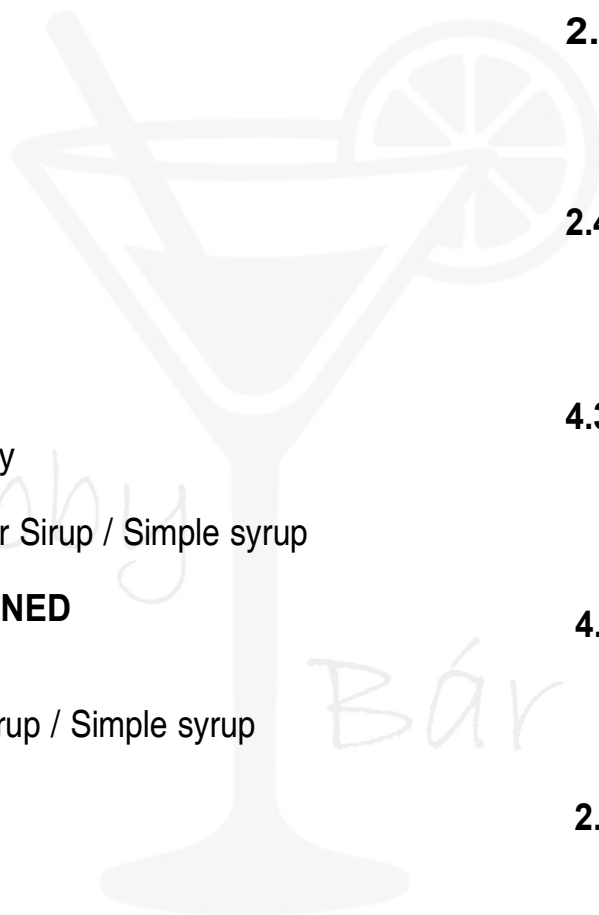 2.
2.4
4.3
y
r Sirup / Simple syrup
NED
4.
rup / Simple syrup
Bár
2.